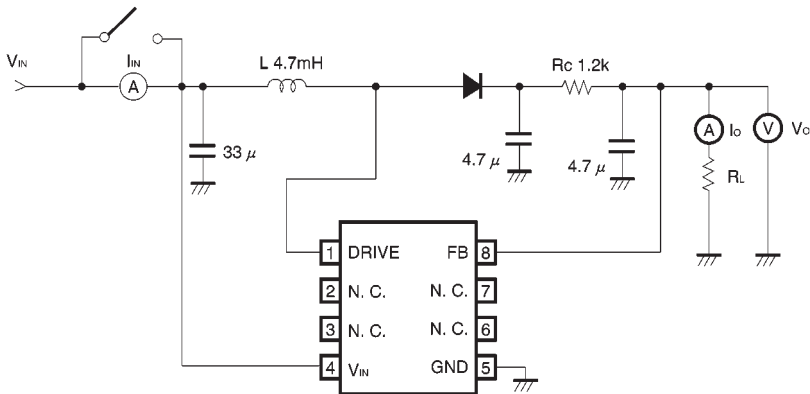 VIN
IIN
A
L 4.7mH
33 μ
4.7 μ
Rc 1.2k
4.7 μ
A
IO
RL
V
VO
1 DRIVE FB 8
2 N. C. N. C. 7
3 N. C. N. C. 6
4 VIN GND 5